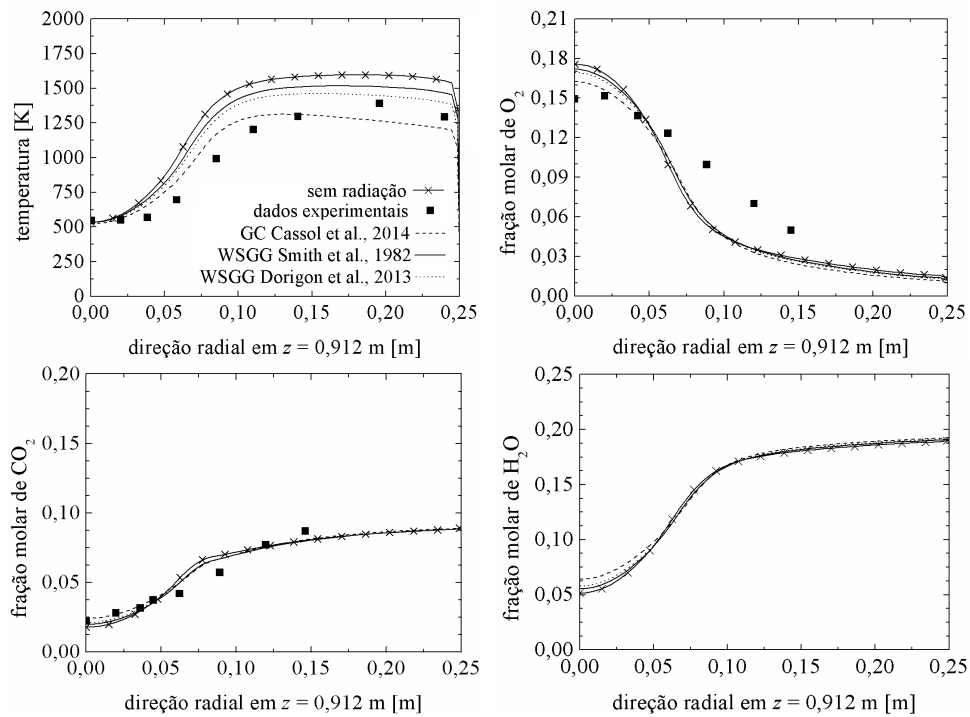 temperatura [K]
2000
1750
1500
1250
1000
750
500
250
0
0,00 0,05 0,10 0,15 0,20 0,25
direção radial em z = 0,912 m [m]
sem radiação
dados experimentais
GC Cassol et al., 2014
WSGG Smith et al., 1982
WSGG Dorigon et al., 2013
fração molar de O₂
0,21
0,18
0,15
0,12
0,09
0,06
0,03
0,00
0,00 0,05 0,10 0,15 0,20 0,25
direção radial em z = 0,912 m [m]
fração molar de CO₂
0,20
0,15
0,10
0,05
0,00
0,00 0,05 0,10 0,15 0,20 0,25
direção radial em z = 0,912 m [m]
fração molar de H₂O
0,25
0,20
0,15
0,10
0,05
0,00
0,00 0,05 0,10 0,15 0,20 0,25
direção radial em z = 0,912 m [m]